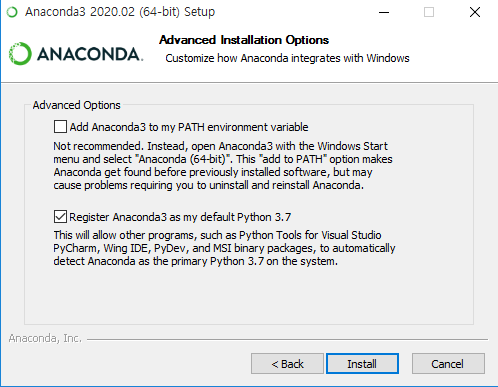 Anaconda3 2020.02 (64-bit) Setup
ANACONDA.
Advanced Installation Options
Customize how Anaconda integrates with Windows
Advanced Options
Add Anaconda3 to my PATH environment variable
Not recommended. Instead, open Anaconda3 with the Windows Start
menu and select "Anaconda (64-bit)". This "add to PATH" option makes
Anaconda get found before previously installed software, but may
cause problems requiring you to uninstall and reinstall Anaconda.
Register Anaconda3 as my default Python 3.7
This will allow other programs, such as Python Tools for Visual Studio
PyCharm, Wing IDE, PyDev, and MSI binary packages, to automatically
detect Anaconda as the primary Python 3.7 on the system.
Anaconda, Inc.
< Back
Install
Cancel